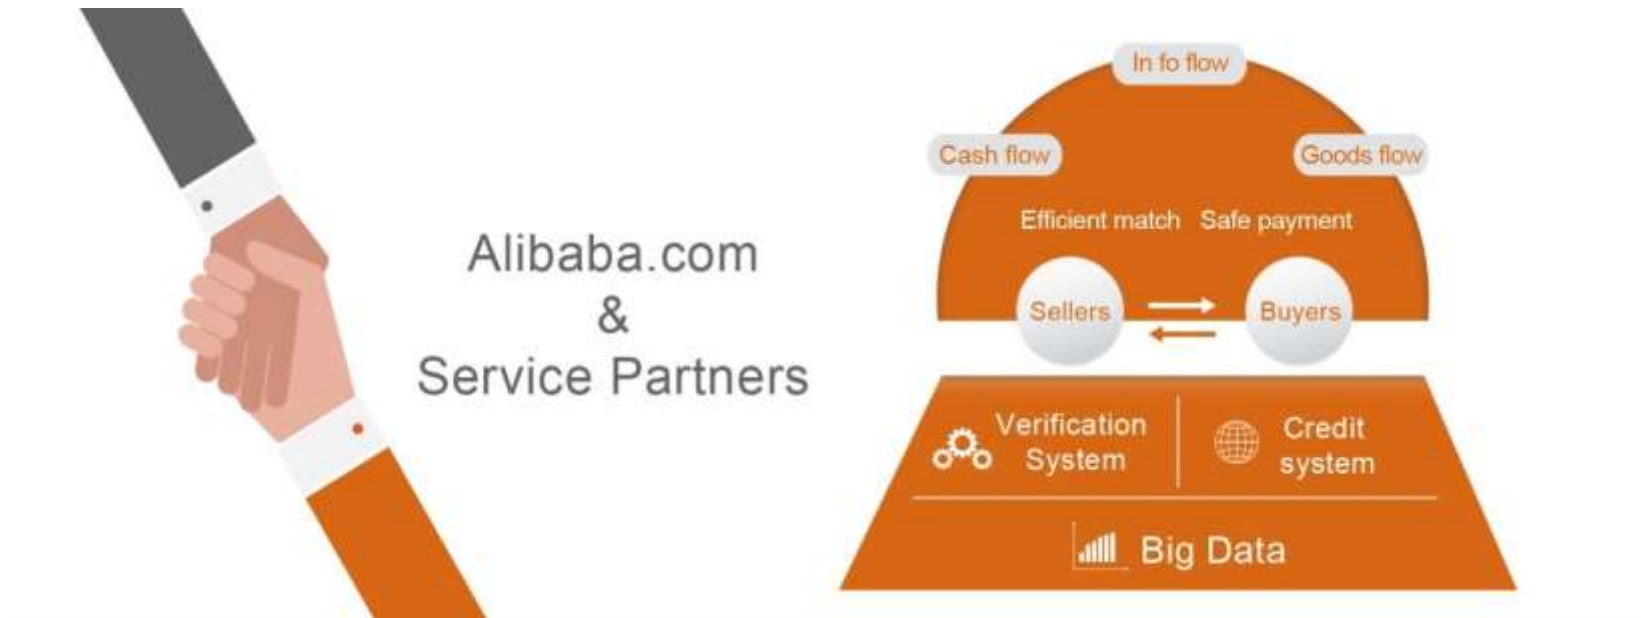 Alibaba.com
&
Service Partners
In fo flow
Cash flow
Goods flow
Efficient match Safe payment
Sellers
Buyers
Verification
System
Credit
system
Big Data